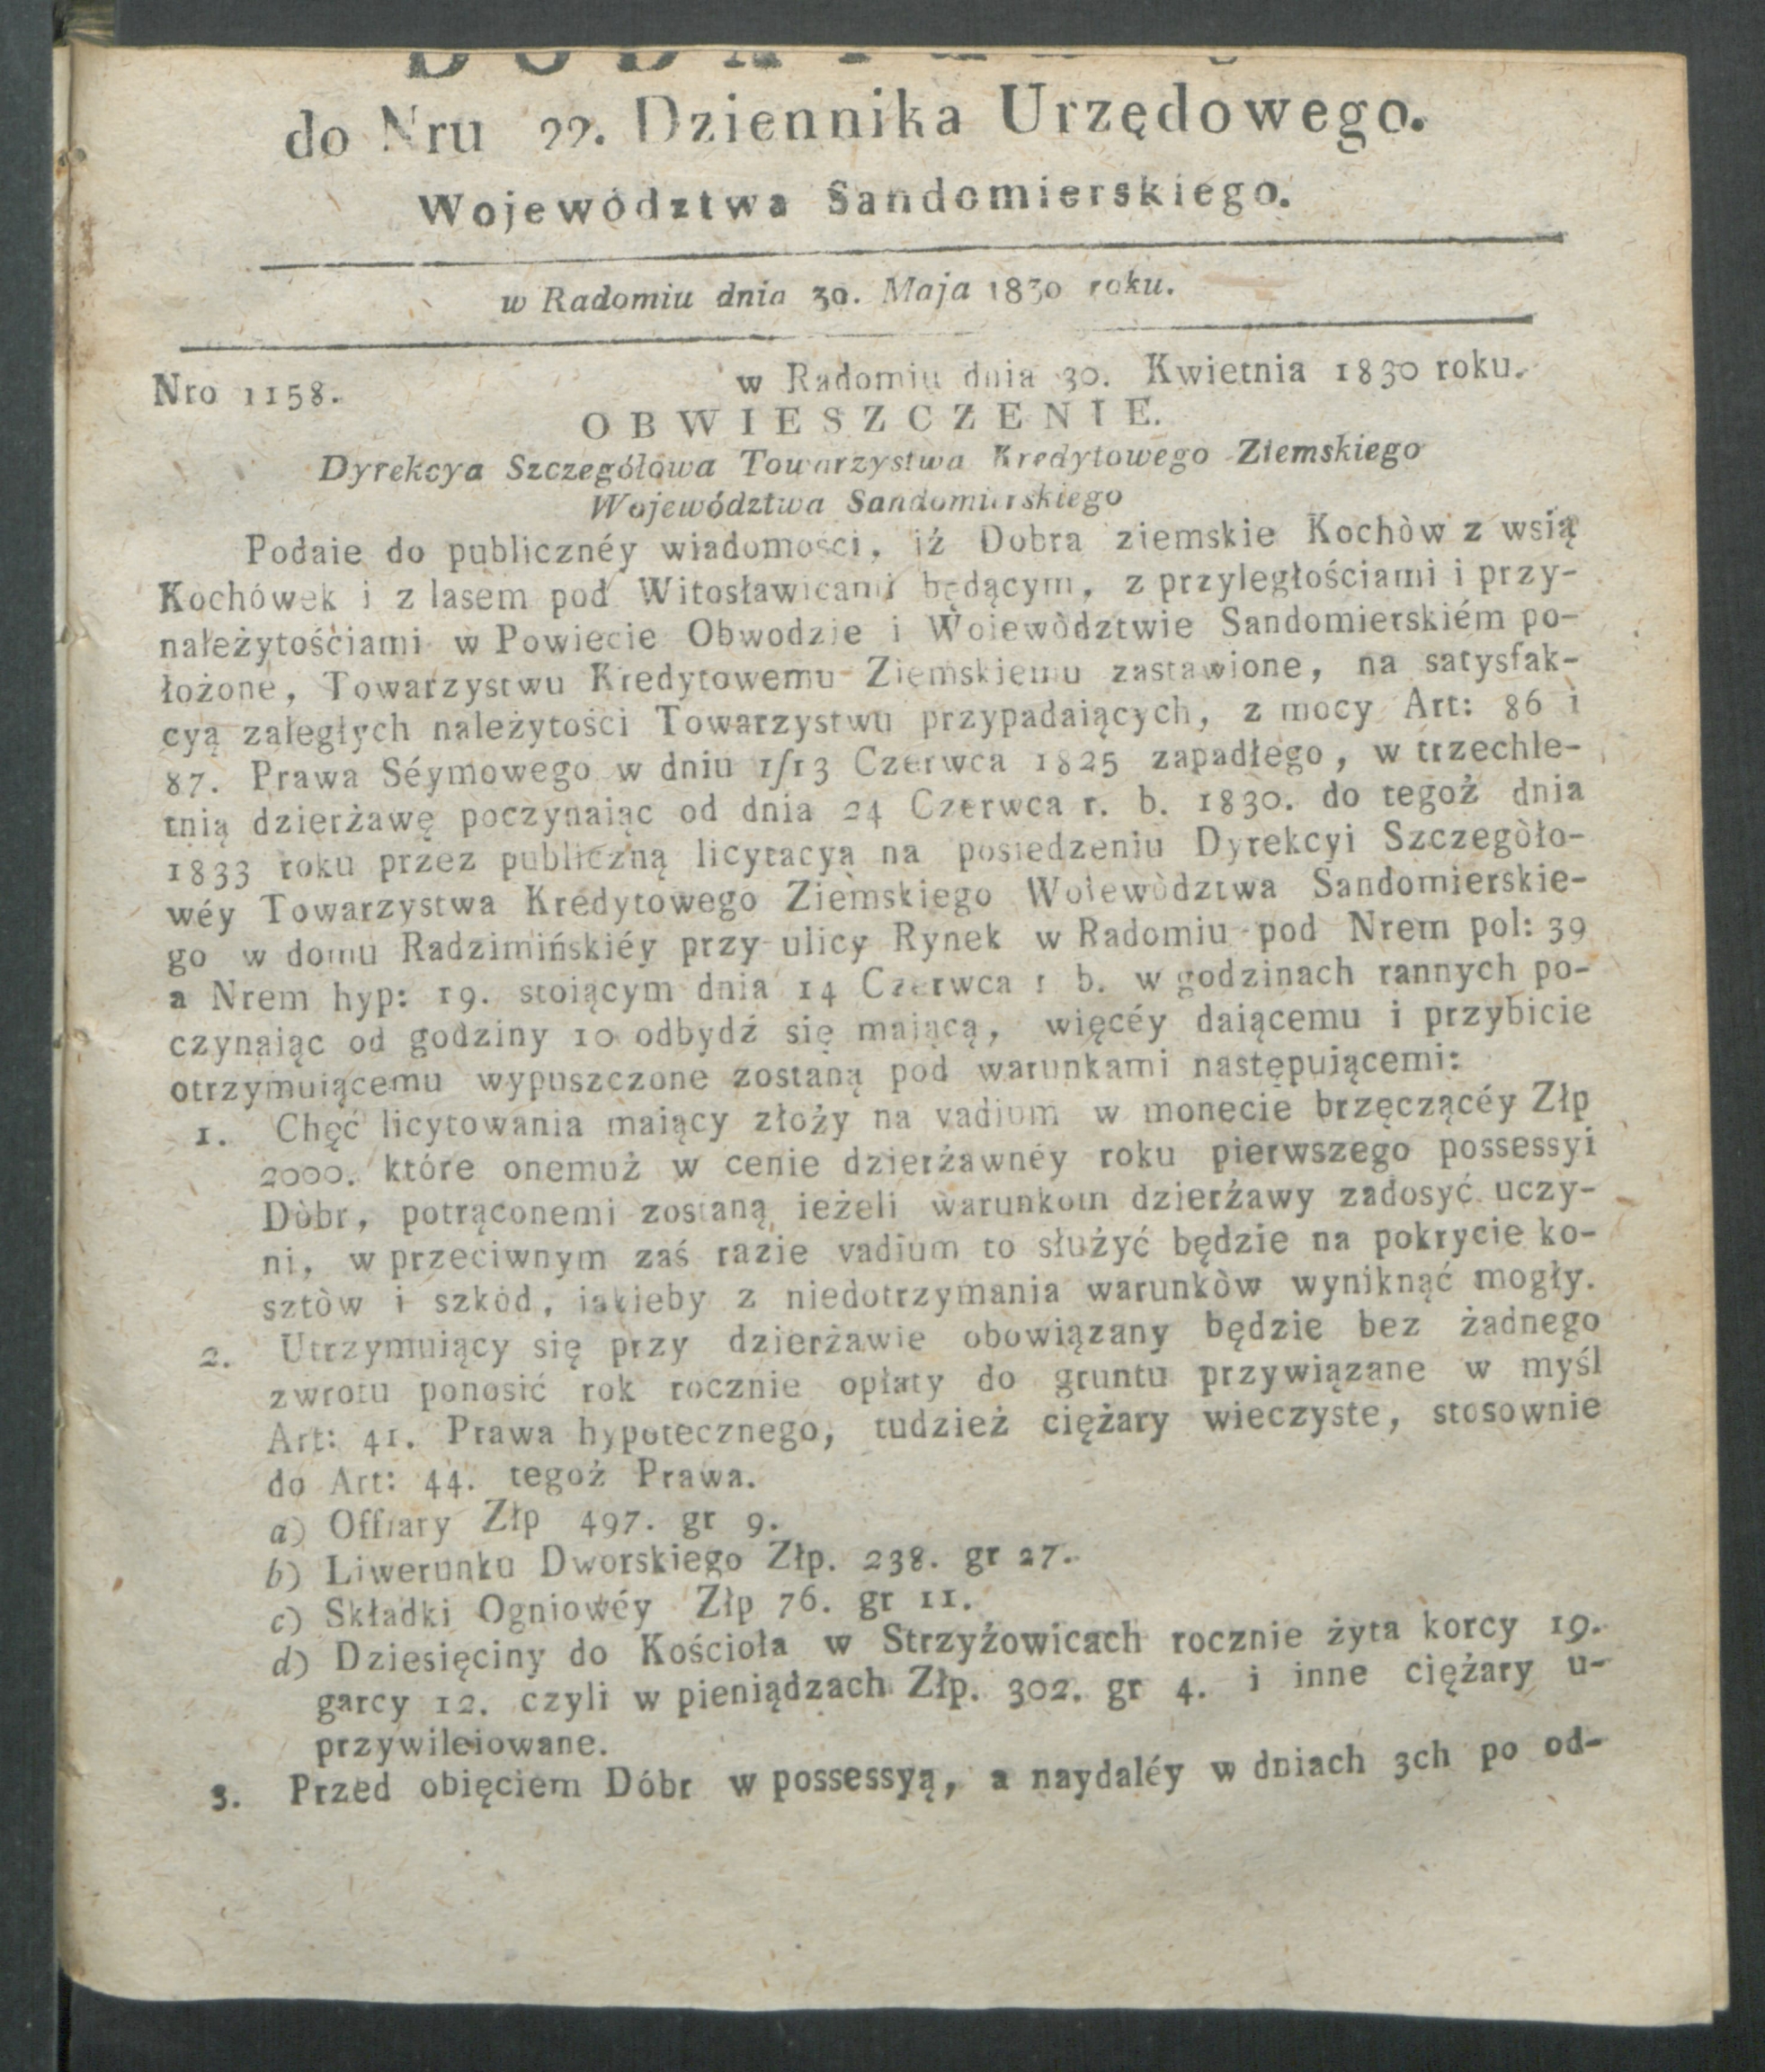 do Nru 22. Dziennika Urzędowego.
Województwa Sandomierskiego.
w Radomiu dnia 30. Maja 1830 roku.
Nro 1158. w Radomiu dnia 30. Kwietnia 1830 roku.
OBWIESZCZENIE.
Dyrekcya Szczegółowa Towarzystwa Kredytowego Ziemskiego
Województwa Sandomierskiego
Podaie do publicznéy wiadomości, iż Dobra ziemskie Kochòw z wsią
Kochówek i z lasem pod Witosławicami będącym, z przyległościami i przy-
należytościami w Powiecie Obwodzie i Woiewòdztwie Sandomierskiém po-
łożone, Towarzystwu Kredytowemu Ziemskiemu zastawione, na satysfak-
cyą zaległych należytości Towarzystwu przypadaiących, z mocy Art: 86 i
87. Prawa Séymowego w dniu 1/13 Czerwca 1825 zapadłego, w trzechle-
tnią dzierżawę poczynaiąc od dnia 24 Czerwca r. b. 1830. do tegoż dnia
1833 roku przez publiczną licytacya na posiedzeniu Dyrekcyi Szczegòło-
wéy Towarzystwa Kredytowego Ziemskiego Woiewòdztwa Sandomierskie-
go w domu Radzimińskiéy przy ulicy Rynek w Radomiu pod Nrem pol: 39
a Nrem hyp: 19. stoiącym dnia 14 Czerwca r b. w godzinach rannych po-
czynaiąc od godziny 10 odbydź się maiącą, więcéy daiącemu i przybicie
otrzymuiącemu wypuszczone zostaną pod warunkami następuiącemi:
1. Chęć licytowania maiący złoży na vadium w monecie brzęczącéy Złp
2000. które onemuż w cenie dzierżawnéy roku pierwszego possessyi
Dòbr, potrąconemi zostaną ieżeli warunkom dzierżawy zadosyć uczy-
ni, w przeciwnym zaś razie vadium to służyć będzie na pokrycie ko-
sztòw i szkód, iakieby z niedotrzymania warunkòw wyniknąć mogły.
2. Utrzymuiący się przy dzierżawie obowiązany będzie bez żadnego
zwrotu ponosić rok rocznie opłaty do gruntu przywiązane w myśl
Art: 41. Prawa hypotecznego, tudzież ciężary wieczyste, stosownie
do Art: 44. tegoż Prawa.
a) Offiary Złp 497. gr 9.
b) Liwerunku Dworskiego Złp. 238. gr 27.
c) Składki Ogniowéy Złp 76. gr 11.
d) Dziesięciny do Kościoła w Strzyżowicach rocznie żyta korcy 19.
garcy 12. czyli w pieniądzach Złp. 302. gr 4. i inne ciężary u-
przywileiowane.
3. Przed obięciem Dóbr w possessyą, a naydaléy w dniach 3ch po od-